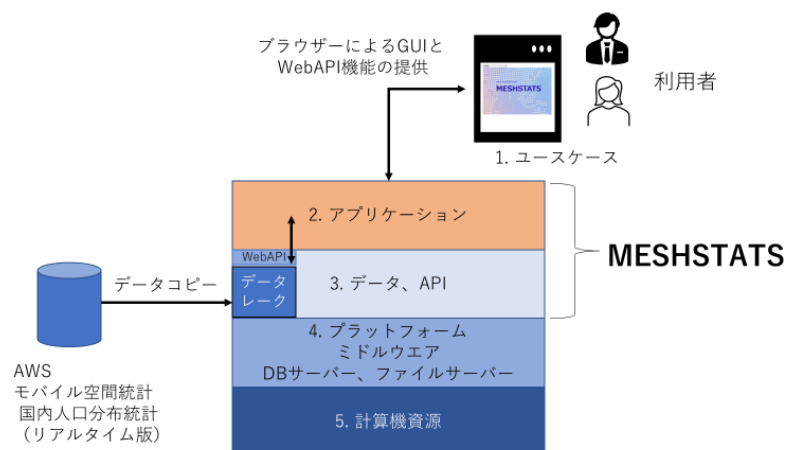 ブラウザーによるGUIと
WebAPI機能の提供
MESHSTATS
利用者
1. ユースケース
2. アプリケーション
WebAPI
データ
レーク
3. データ、API
MESHSTATS
データコピー
4. プラットフォーム
ミドルウエア
DBサーバー、ファイルサーバー
5. 計算機資源
AWS
モバイル空間統計
国内人口分布統計
（リアルタイム版）